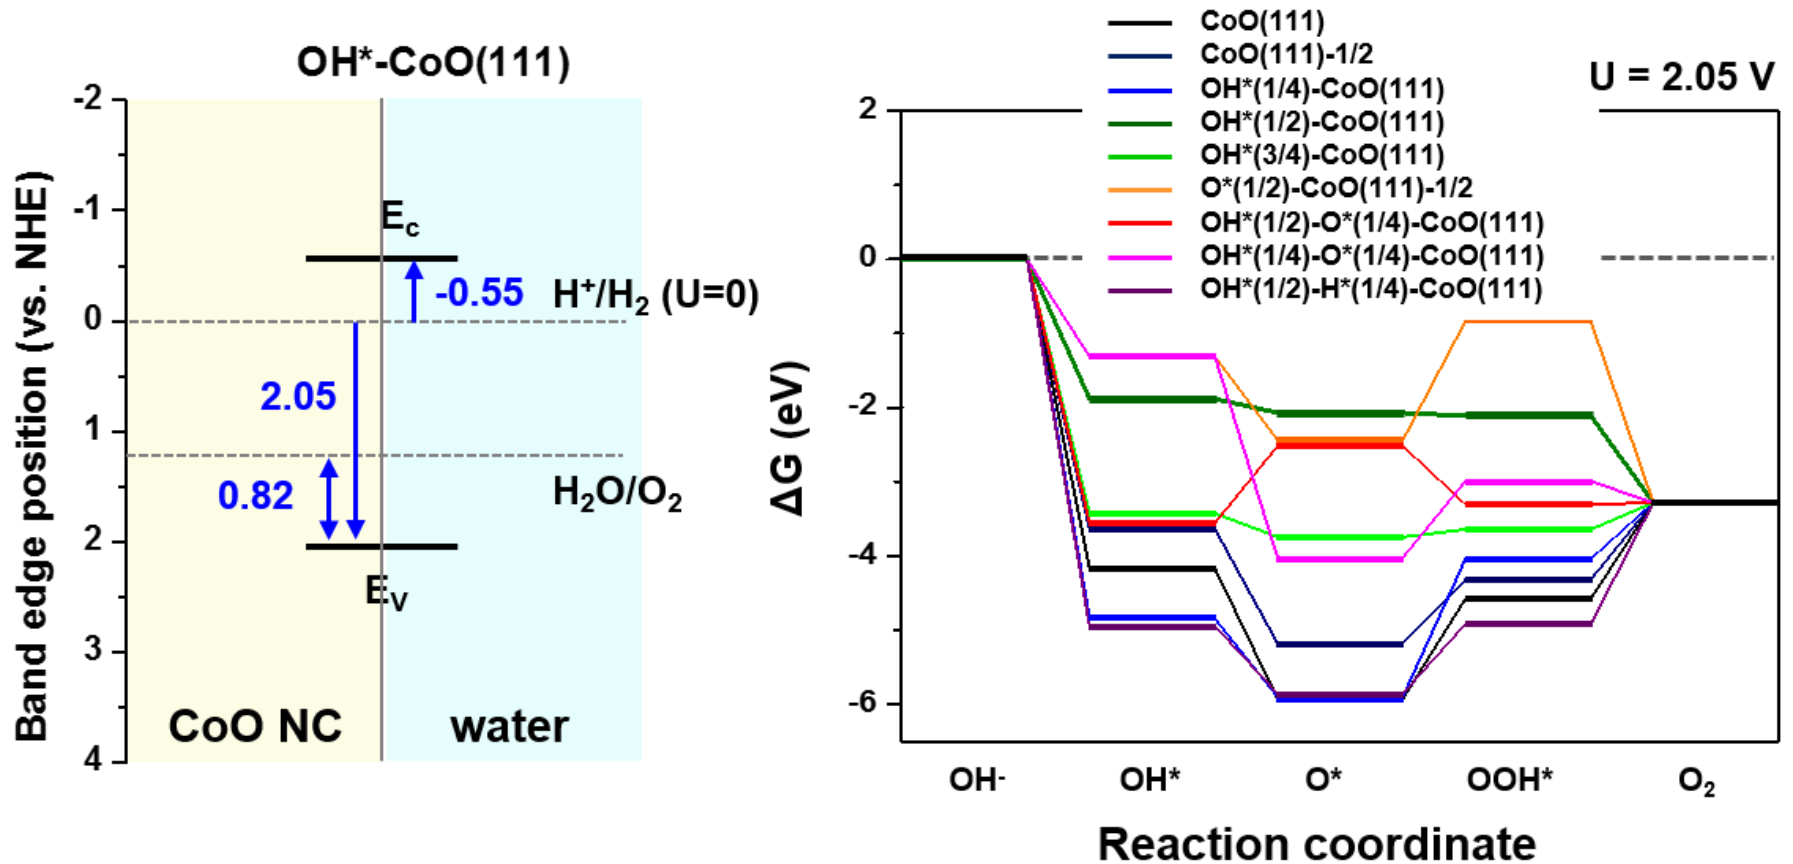 OH*-CoO(111)
Band edge position (vs. NHE)
-2
-1
0
1
2
3
4
Ec
-0.55
H⁺/H₂ (U=0)
2.05
0.82
H₂O/O₂
EV
CoO NC
water
CoO(111)
CoO(111)-1/2
OH*(1/4)-CoO(111)
OH*(1/2)-CoO(111)
OH*(3/4)-CoO(111)
O*(1/2)-CoO(111)-1/2
OH*(1/2)-O*(1/4)-CoO(111)
OH*(1/4)-O*(1/4)-CoO(111)
OH*(1/2)-H*(1/4)-CoO(111)
U = 2.05 V
ΔG (eV)
2
0
-2
-4
-6
OH⁻
OH*
O*
OOH*
O₂
Reaction coordinate